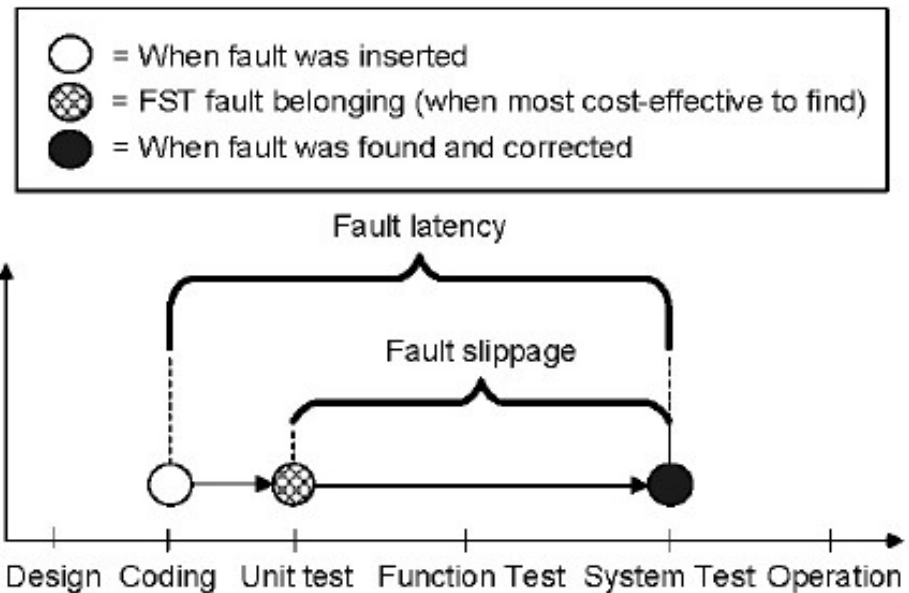 = When fault was inserted
= FST fault belonging (when most cost-effective to find)
= When fault was found and corrected
Fault latency
Fault slippage
Design Coding Unit test Function Test System Test Operation